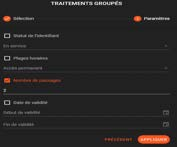 TRAITEMENTS GROUPÉS
Sélection
Paramètres
Statut de l'identifiant
En service
Plages horaires
Accès permanent
Nombre de passages
2
Date de validité
Début de validité
Fin de validité
PRÉCÉDENT
APPLIQUER